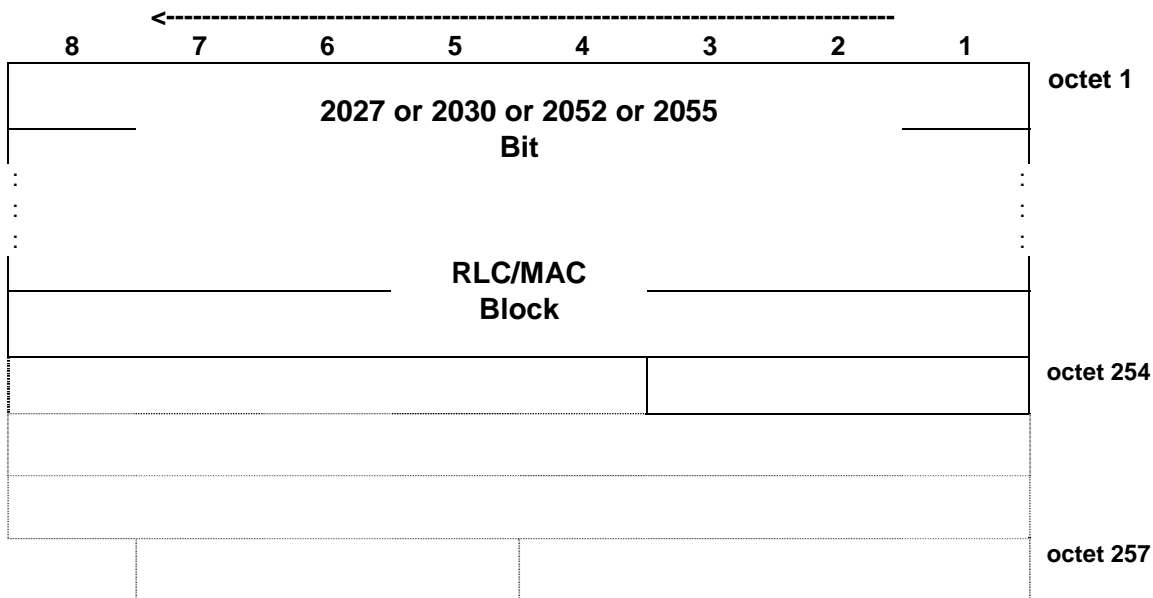 <--------------------------------------------------------------------------------
8 7 6 5 4 3 2 1
octet 1
2027 or 2030 or 2052 or 2055
Bit
: :
: :
: :
RLC/MAC
Block
octet 254
octet 257